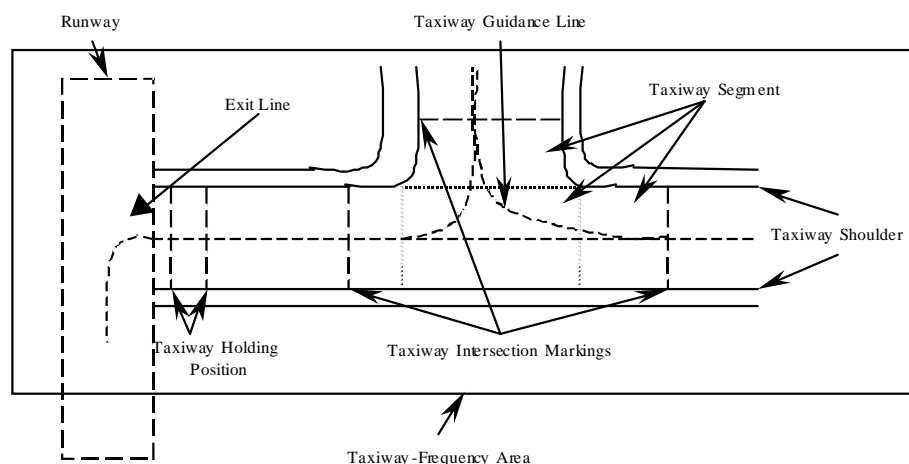 Runway
Taxiway Guidance Line
Taxiway Segment
Exit Line
Taxiway Shoulder
Taxiway Holding
Position
Taxiway Intersection Markings
Taxiway-Frequency Area